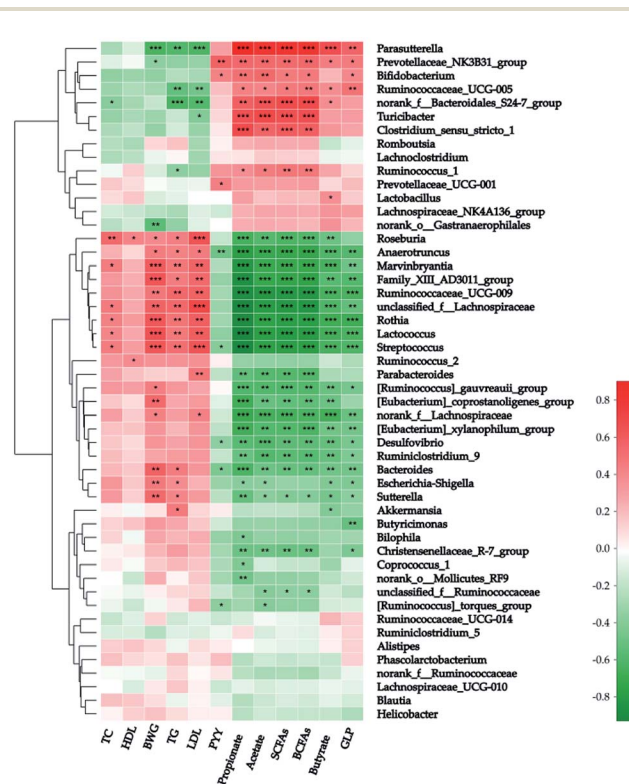 Parasutterella
Prevotellaceae_NK3B31_group
Bifidobacterium
Ruminococcaceae_UCG-005
norank_f__Bacteroidales_S24-7_group
Turicibacter
Clostridium_sensu_stricto_1
Romboutsia
Lachnoclostridium
Ruminococcus_1
Prevotellaceae_UCG-001
Lactobacillus
Lachnospiraceae_NK4A136_group
norank_o__Gastranaerophilales
Roseburia
Anaerotruncus
Marvinbryantia
Family_XIII_AD3011_group
Ruminococcaceae_UCG-009
unclassified_f__Lachnospiraceae
Rothia
Lactococcus
Streptococcus
Ruminococcus_2
Parabacteroides
[Ruminococcus]_gauvreauii_group
[Eubacterium]_coprostanoligenes_group
norank_f__Lachnospiraceae
[Eubacterium]_xylanophilum_group
Desulfovibrio
Ruminiclostridium_9
Bacteroides
Escherichia-Shigella
Sutterella
Akkermansia
Butyricimonas
Bilophila
Christensenellaceae_R-7_group
Coprococcus_1
norank_o__Mollicutes_RF9
unclassified_f__Ruminococcaceae
[Ruminococcus]_torques_group
Ruminococcaceae_UCG-014
Ruminiclostridium_5
Alistipes
Phascolarctobacterium
norank_f__Ruminococcaceae
Lachnospiraceae_UCG-010
Blautia
Helicobacter
TC HDL BWG TG LDL PYY Propionate Acetate SCFAs BCFAs Butyrate GLP
0.8
0.6
0.4
0.2
0.0
-0.2
-0.4
-0.6
-0.8